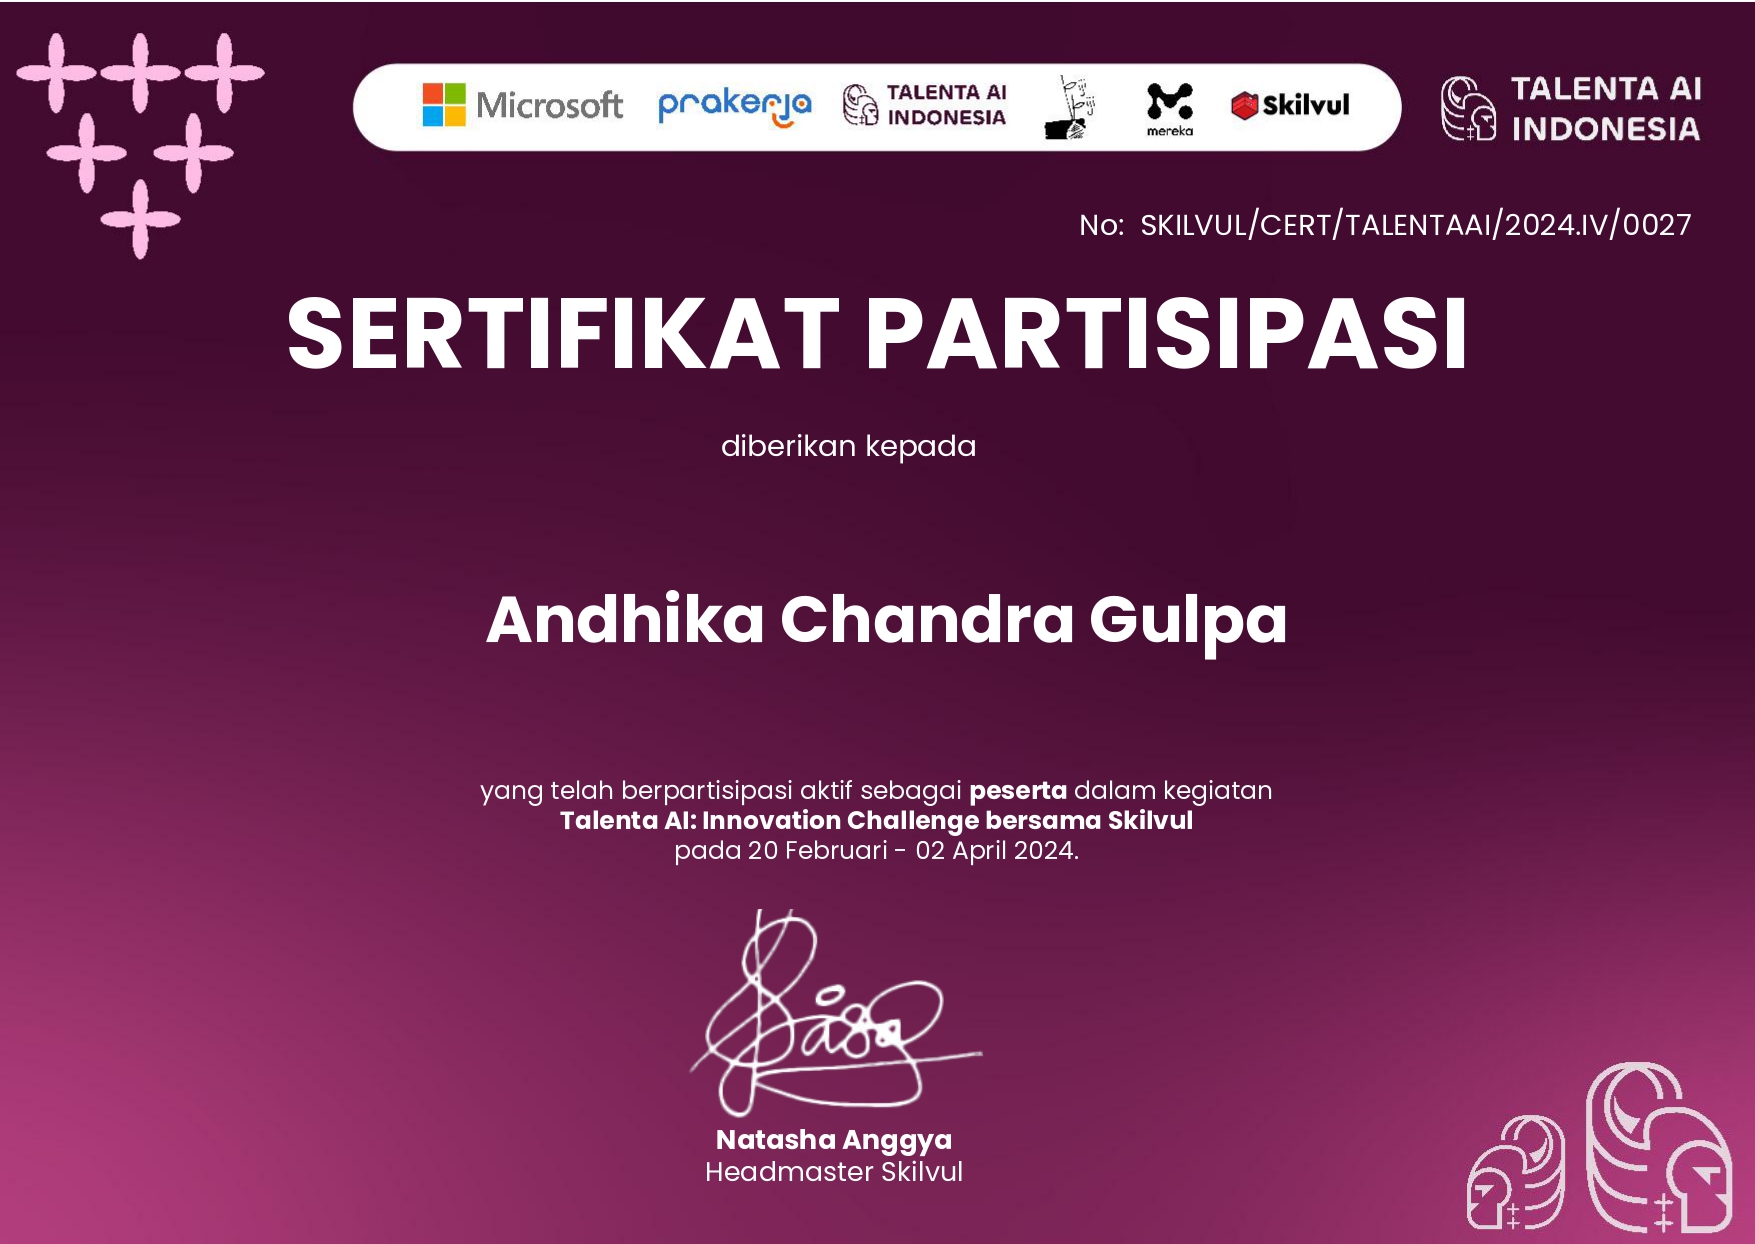 Microsoft
prakerja
TALENTA AI
INDONESIA
mereka
Skilvul
TALENTA AI
INDONESIA
No: SKILVUL/CERT/TALENTAAI/2024.IV/0027
SERTIFIKAT PARTISIPASI
diberikan kepada
Andhika Chandra Gulpa
yang telah berpartisipasi aktif sebagai peserta dalam kegiatan
Talenta AI: Innovation Challenge bersama Skilvul
pada 20 Februari - 02 April 2024.
Natasha Anggya
Headmaster Skilvul